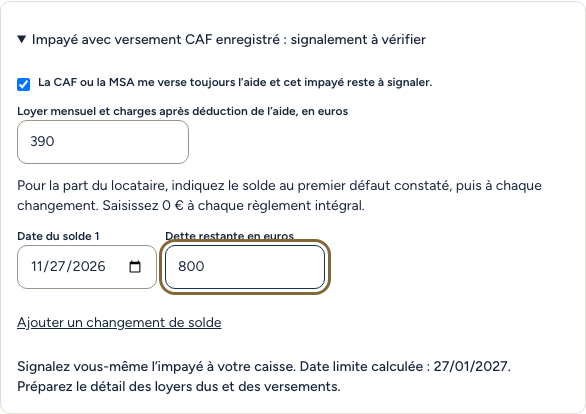 Impayé avec versement CAF enregistré : signalement à vérifier
La CAF ou la MSA me verse toujours l’aide et cet impayé reste à signaler.
Loyer mensuel et charges après déduction de l’aide, en euros
390
Pour la part du locataire, indiquez le solde au premier défaut constaté, puis à chaque
changement. Saisissez 0 € à chaque règlement intégral.
Date du solde 1
Dette restante en euros
11/27/2026
800
Ajouter un changement de solde
Signalez vous-même l’impayé à votre caisse. Date limite calculée : 27/01/2027.
Préparez le détail des loyers dus et des versements.